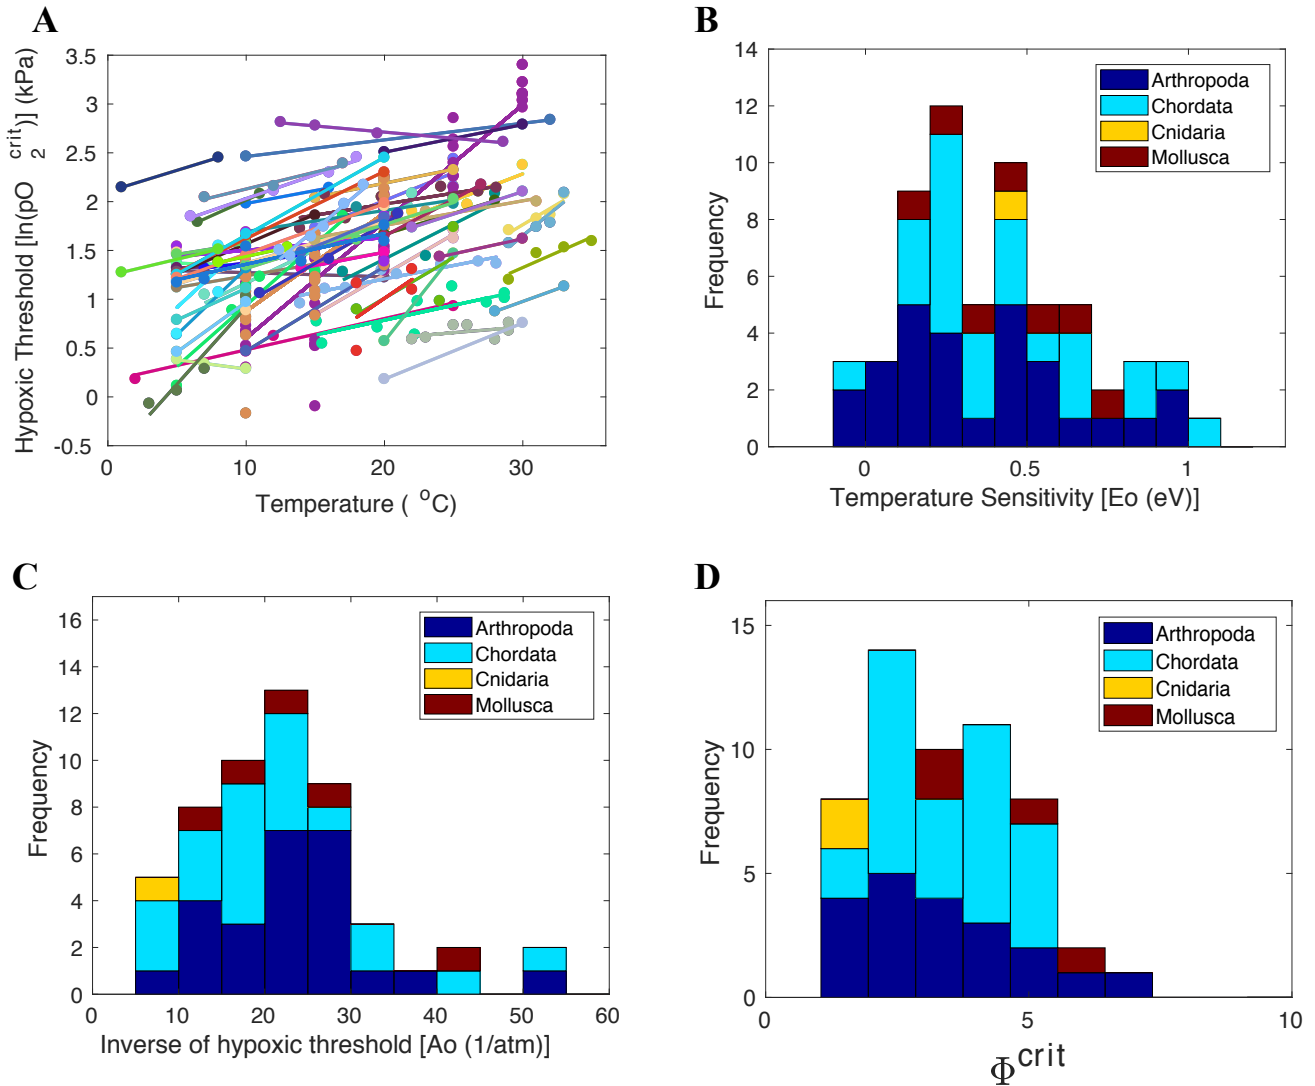 A
Hypoxic Threshold [ln(pO2crit)] (kPa)
3.5
3
2.5
2
1.5
1
0.5
0
-0.5
0
10
20
30
Temperature ( oC)
B
Frequency
14
12
10
8
6
4
2
0
0
0.5
1
Temperature Sensitivity [Eo (eV)]
Arthropoda
Chordata
Cnidaria
Mollusca
C
Frequency
16
14
12
10
8
6
4
2
0
0
10
20
30
40
50
60
Inverse of hypoxic threshold [Ao (1/atm)]
Arthropoda
Chordata
Cnidaria
Mollusca
D
Frequency
15
10
5
0
0
5
10
Φcrit
Arthropoda
Chordata
Cnidaria
Mollusca